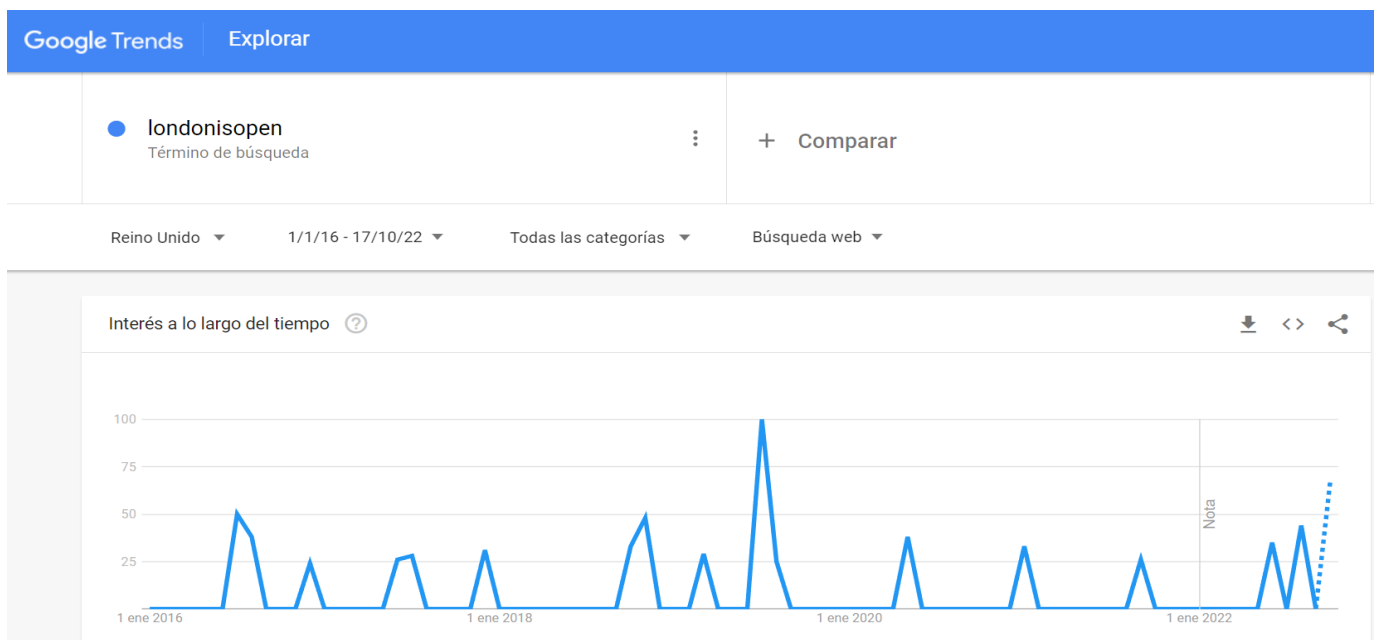 Google Trends Explorar
londonisopen
Término de búsqueda
+ Comparar
Reino Unido 1/1/16 - 17/10/22 Todas las categorías Búsqueda web
Interés a lo largo del tiempo ?
100
75
50
25
Nota
1 ene 2016 1 ene 2018 1 ene 2020 1 ene 2022